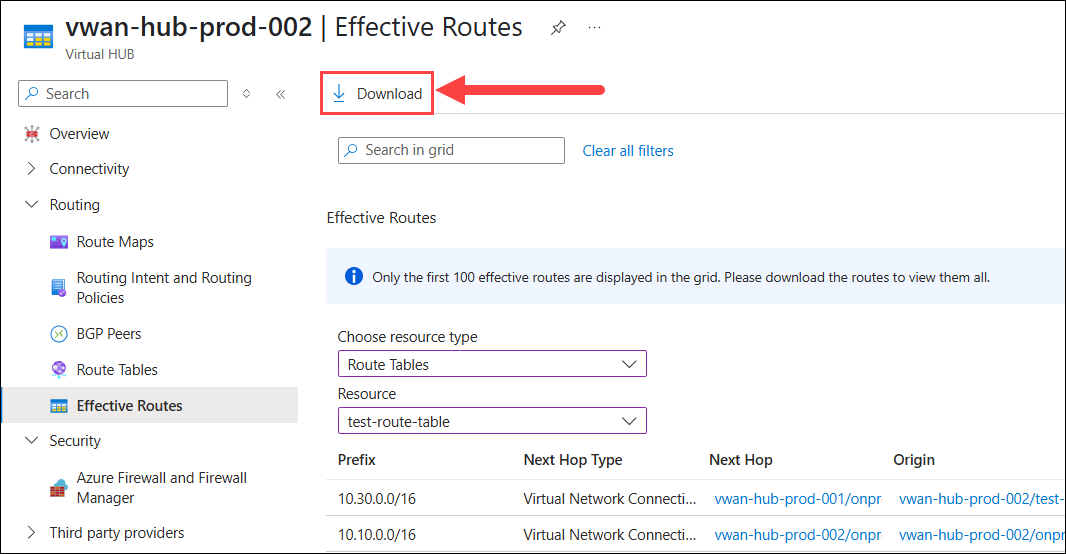 vwan-hub-prod-002 | Effective Routes
Virtual HUB
Search
Overview
Connectivity
Routing
Route Maps
Routing Intent and Routing
Policies
BGP Peers
Route Tables
Effective Routes
Security
Azure Firewall and Firewall
Manager
Third party providers
Download
Search in grid
Clear all filters
Effective Routes
Only the first 100 effective routes are displayed in the grid. Please download the routes to view them all.
Choose resource type
Route Tables
Resource
test-route-table
Prefix Next Hop Type Next Hop Origin
10.30.0.0/16 Virtual Network Connecti... vwan-hub-prod-001/onpr vwan-hub-prod-002/test-
10.10.0.0/16 Virtual Network Connecti... vwan-hub-prod-002/onpr vwan-hub-prod-002/onpr